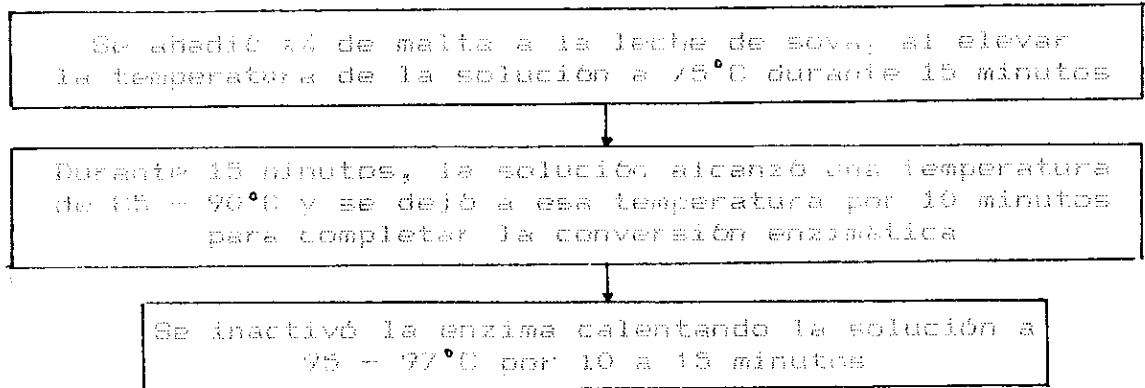 Se añadió de malta a la leche de soya, al elevar
la temperatura de la solución a 75°C durante 15 minutos
Durante 15 minutos, la solución alcanzó una temperatura
de 85 - 90°C y se dejó a esa temperatura por 10 minutos
para completar la conversión enzimática
Se inactivó la enzima calentando la solución a
95 - 97°C por 10 a 15 minutos